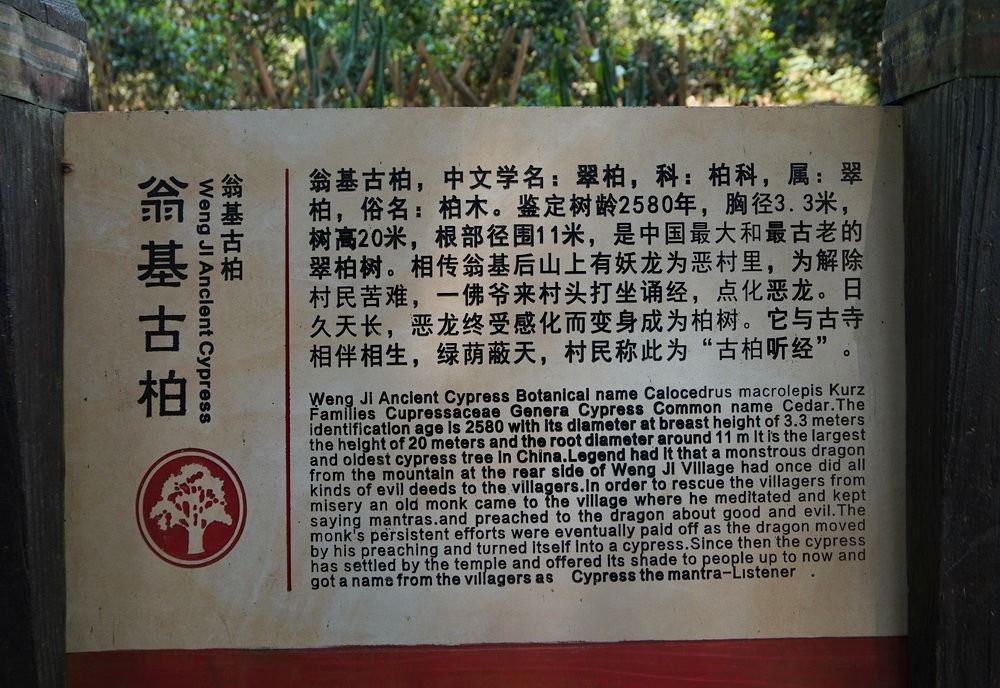 翁基古柏
翁基古柏
Weng Ji Ancient Cypress
翁基古柏，中文学名：翠柏，科：柏科，属：翠
柏，俗名：柏木。鉴定树龄2580年，胸径3.3米，
树高20米，根部径围11米，是中国最大和最古老的
翠柏树。相传翁基后山上有妖龙为恶村里，为解除
村民苦难，一佛爷来村头打坐诵经，点化恶龙。日
久天长，恶龙终受感化而变身成为柏树。它与古寺
相伴相生，绿荫蔽天，村民称此为“古柏听经”。
Weng Ji Ancient Cypress Botanical name Calocedrus macrolepis Kurz
Families Cupressaceae Genera Cypress Common name Cedar.The
identification age is 2580 with its diameter at breast height of 3.3 meters
the height of 20 meters and the root diameter around 11 m It is the largest
and oldest cypress tree in China.Legend had it that a monstrous dragon
from the mountain at the rear side of Weng Ji Village had once did all
kinds of evil deeds to the villagers.In order to rescue the villagers from
misery an old monk came to the village where he meditated and kept
saying mantras.and preached to the dragon about good and evil.The
monk's persistent efforts were eventually paid off as the dragon moved
by his preaching and turned itself into a cypress.Since then the cypress
has settled by the temple and offered its shade to people up to now and
got a name from the villagers as Cypress the mantra-Listener .